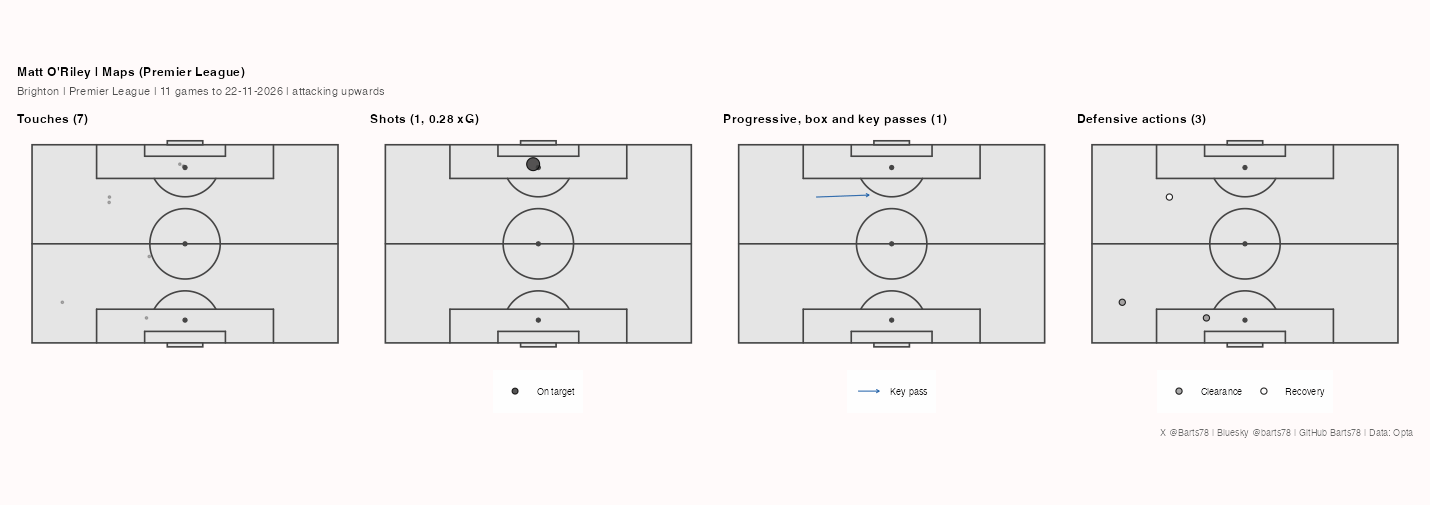 Matt O'Riley | Maps (Premier League)
Brighton | Premier League | 11 games to 22-11-2026 | attacking upwards
Touches (7)
Shots (1, 0.28 xG)
Progressive, box and key passes (1)
Defensive actions (3)
On target
Key pass
Clearance
Recovery
X @Barts78 | Bluesky @barts78 | GitHub Barts78 | Data: Opta